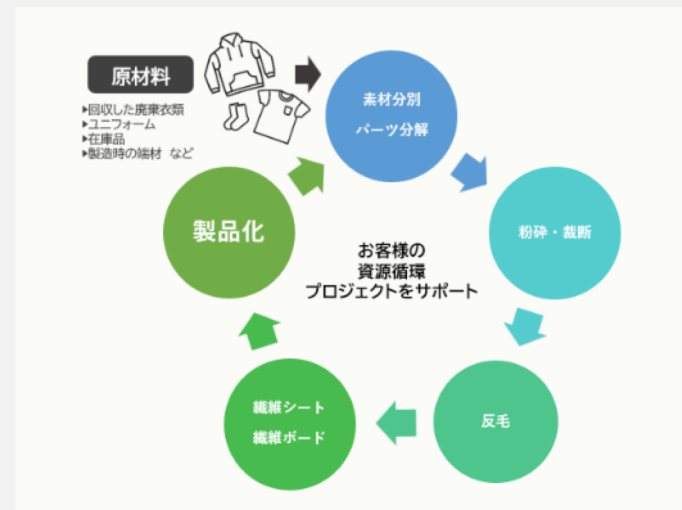 原材料
▶回収した廃棄衣類
▶ユニフォーム
▶在庫品
▶製造時の端材 など
素材分別
パーツ分解
粉砕・裁断
反毛
繊維シート
繊維ボード
製品化
お客様の
資源循環
プロジェクトをサポート